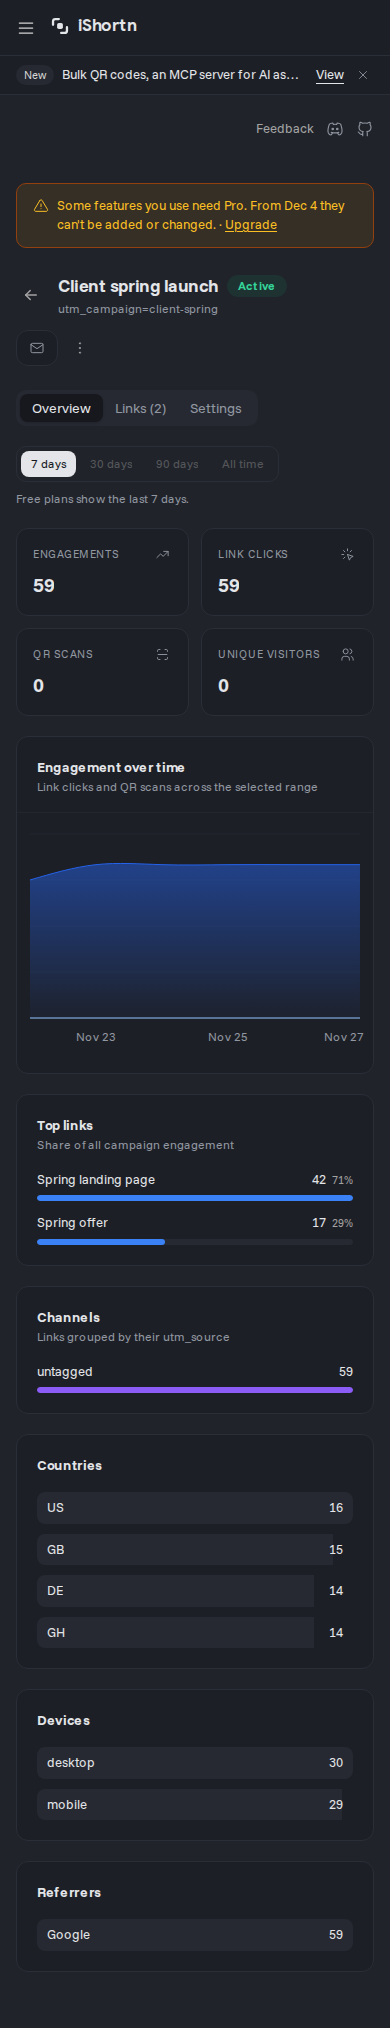 iShortn
New Bulk QR codes, an MCP server for AI as... View
Feedback
Some features you use need Pro. From Dec 4 they
can't be added or changed. · Upgrade
Client spring launch Active
utm_campaign=client-spring
Overview Links (2) Settings
7 days 30 days 90 days All time
Free plans show the last 7 days.
ENGAGEMENTS
59
LINK CLICKS
59
QR SCANS
0
UNIQUE VISITORS
0
Engagement over time
Link clicks and QR scans across the selected range
Nov 23 Nov 25 Nov 27
Top links
Share of all campaign engagement
Spring landing page 42 71%
Spring offer 17 29%
Channels
Links grouped by their utm_source
untagged 59
Countries
US 16
GB 15
DE 14
GH 14
Devices
desktop 30
mobile 29
Referrers
Google 59